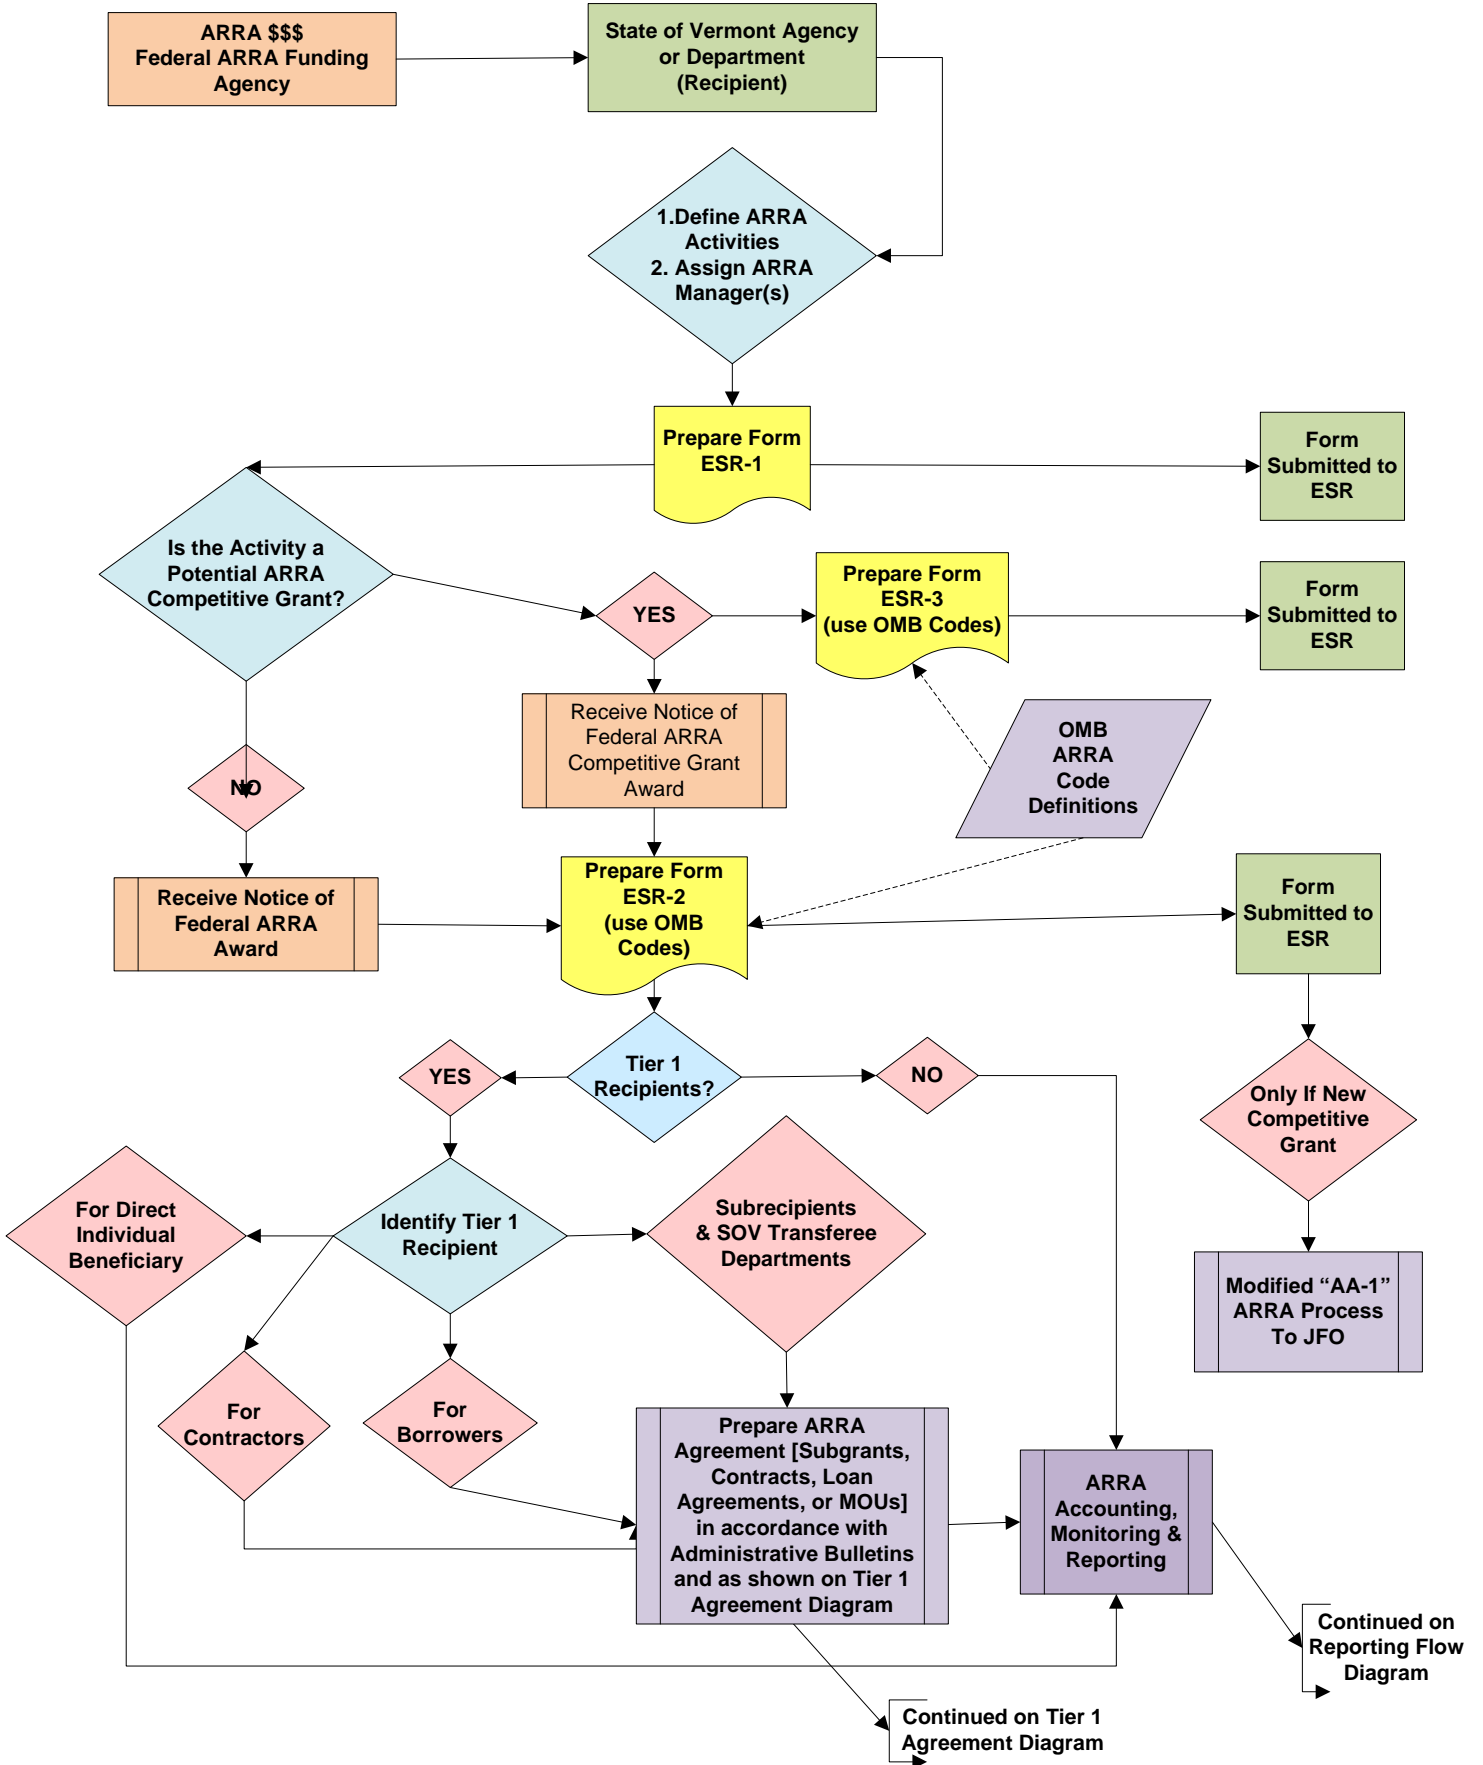 ARRA $$$
Federal ARRA Funding
Agency
State of Vermont Agency
or Department
(Recipient)
1.Define ARRA
Activities
2. Assign ARRA
Manager(s)
Prepare Form
ESR-1
Form
Submitted to
ESR
Is the Activity a
Potential ARRA
Competitive Grant?
YES
Prepare Form
ESR-3
(use OMB Codes)
Form
Submitted to
ESR
NO
Receive Notice of
Federal ARRA
Competitive Grant
Award
OMB
ARRA
Code
Definitions
Receive Notice of
Federal ARRA
Award
Prepare Form
ESR-2
(use OMB
Codes)
Form
Submitted to
ESR
YES
Tier 1
Recipients?
NO
Only If New
Competitive
Grant
For Direct
Individual
Beneficiary
Identify Tier 1
Recipient
Subrecipients
& SOV Transferee
Departments
Modified “AA-1”
ARRA Process
To JFO
For
Contractors
For
Borrowers
Prepare ARRA
Agreement [Subgrants,
Contracts, Loan
Agreements, or MOUs]
in accordance with
Administrative Bulletins
and as shown on Tier 1
Agreement Diagram
ARRA
Accounting,
Monitoring &
Reporting
Continued on
Reporting Flow
Diagram
Continued on Tier 1
Agreement Diagram